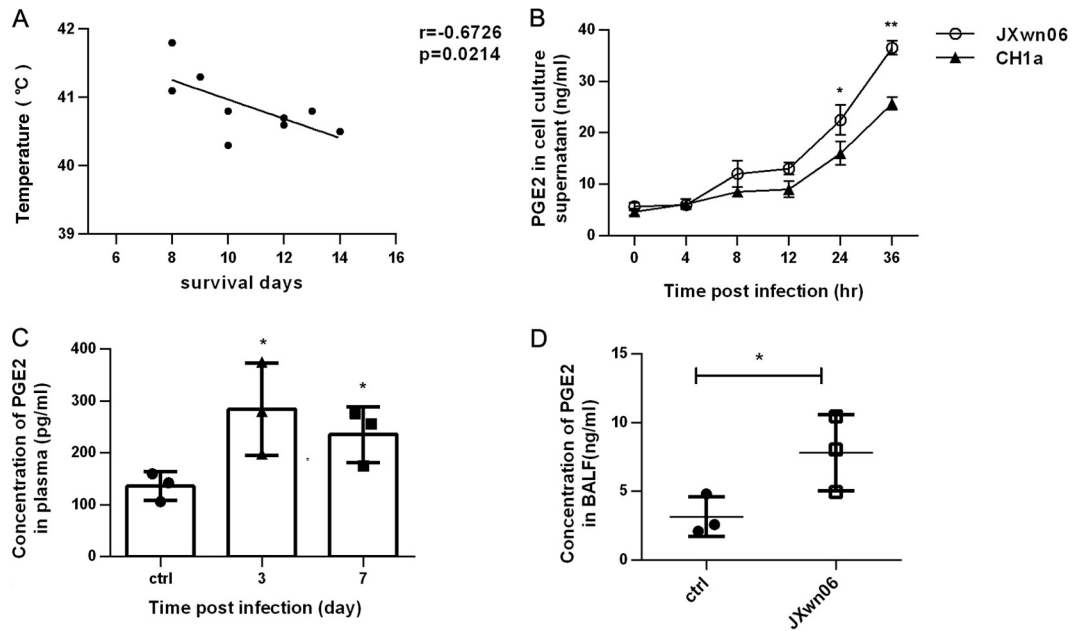 A
r=-0.6726
p=0.0214
Temperature ( °C)
42
41
40
39
6 8 10 12 14 16
survival days
B
PGE2 in cell culture
supernatant (ng/ml)
40
30
20
10
0
* **
0 4 8 12 24 36
Time post infection (hr)
JXwn06
CH1a
C
Concentration of PGE2
in plasma (pg/ml)
400
300
200
100
0
* *
*
ctrl 3 7
Time post infection (day)
D
Concentration of PGE2
in BALF(ng/ml)
15
10
5
0
*
ctrl
JXwn06